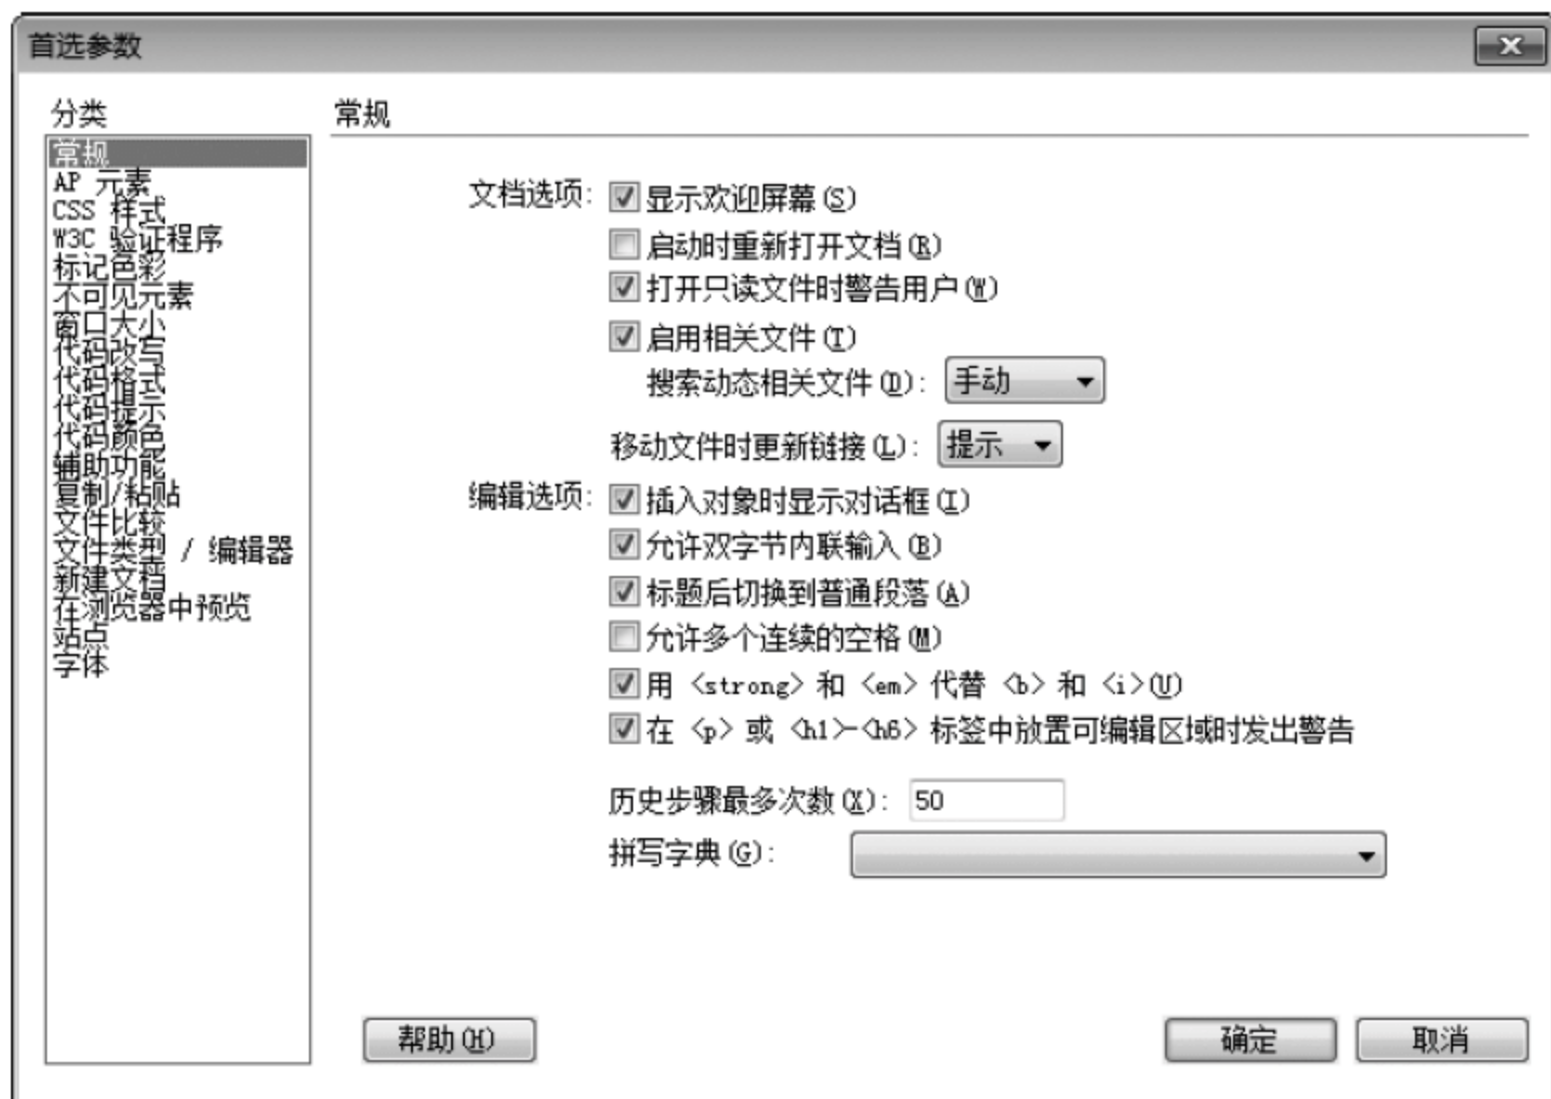 首选参数
分类
常规
AP 元素
CSS 样式
W3C 验证程序
标记色彩
不可见元素
窗口大小
代码改写
代码格式
代码提示
代码颜色
辅助功能
复制/粘贴
文件比较
文件类型 / 编辑器
新建文档
在浏览器中预览
站点
字体
常规
文档选项: 显示欢迎屏幕(S)
启动时重新打开文档(R)
打开只读文件时警告用户(W)
启用相关文件(T)
搜索动态相关文件(D): 手动
移动文件时更新链接(L): 提示
编辑选项: 插入对象时显示对话框(I)
允许双字节内联输入(B)
标题后切换到普通段落(A)
允许多个连续的空格(M)
用 <strong> 和 <em> 代替 <b> 和 <i>(U)
在 <p> 或 <h1>-<h6> 标签中放置可编辑区域时发出警告
历史步骤最多次数(X): 50
拼写字典(G):
帮助(H) 确定 取消